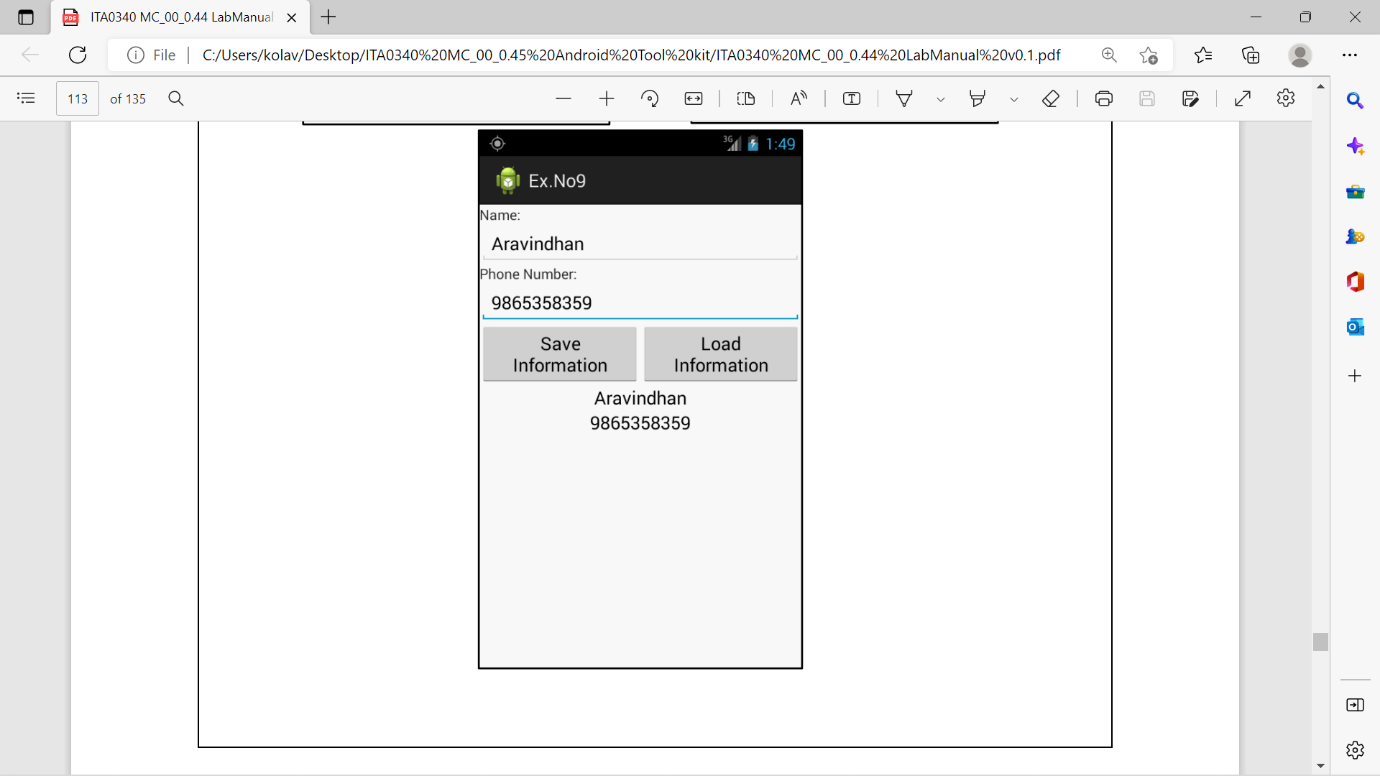 ITA0340 MC_00_0.44 LabManual
File
C:/Users/kolav/Desktop/ITA0340%20MC_00_0.45%20Android%20Tool%20kit/ITA0340%20MC_00_0.44%20LabManual%20v0.1.pdf
113 of 135
3G 1:49
Ex.No9
Name:
Aravindhan
Phone Number:
9865358359
Save
Information
Load
Information
Aravindhan
9865358359